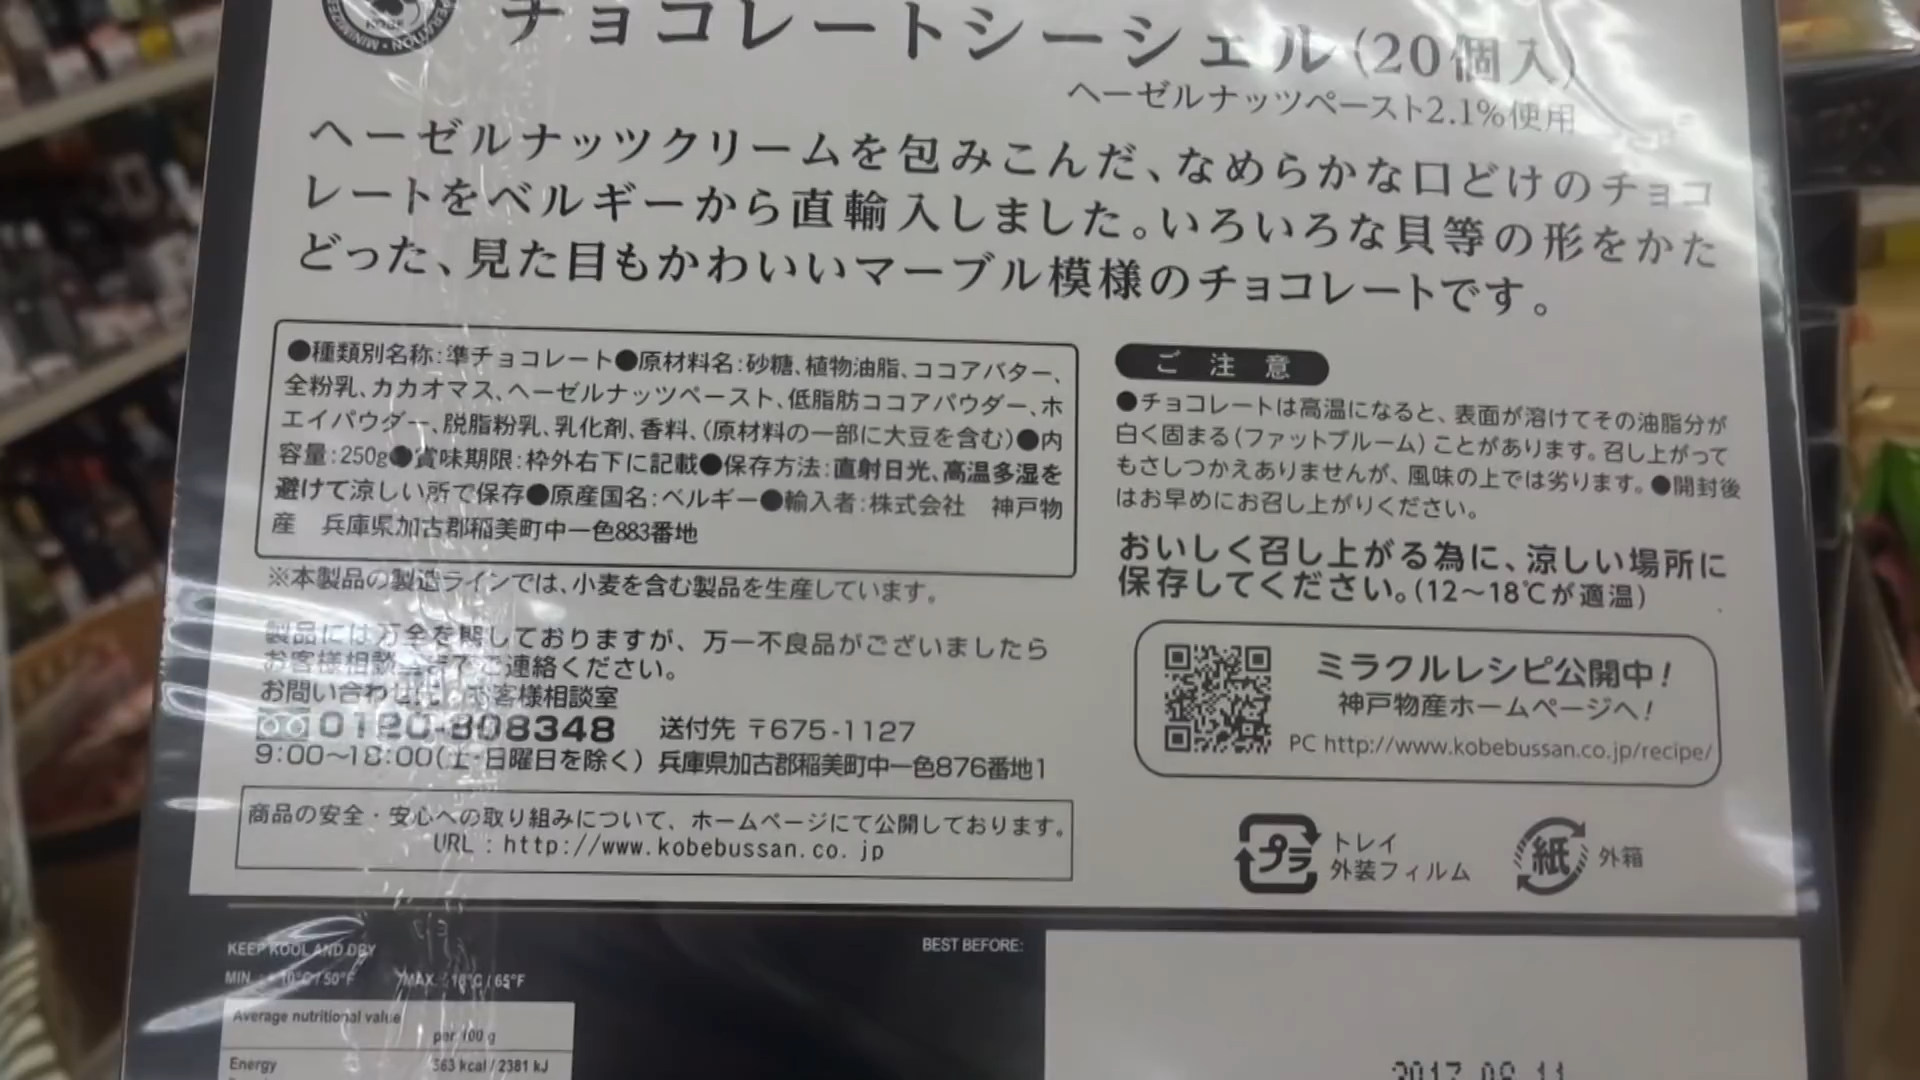 チョコレートシーシェル(20個入)
ヘーゼルナッツペースト2.1%使用
ヘーゼルナッツクリームを包みこんだ、なめらかな口どけのチョコ
レートをベルギーから直輸入しました。いろいろな貝等の形をかた
どった、見た目もかわいいマーブル模様のチョコレートです。
●種類別名称:準チョコレート●原材料名:砂糖、植物油脂、ココアバター、
全粉乳、カカオマス、ヘーゼルナッツペースト、低脂肪ココアパウダー、ホ
エイパウダー、脱脂粉乳、乳化剤、香料、(原材料の一部に大豆を含む)●内
容量:250g●賞味期限:枠外右下に記載●保存方法:直射日光、高温多湿を
避けて涼しい所で保存●原産国名:ベルギー●輸入者:株式会社 神戸物
産 兵庫県加古郡稲美町中一色883番地
※本製品の製造ラインでは、小麦を含む製品を生産しています。
製品には万全を期しておりますが、万一不良品がございましたら
お客様相談室までご連絡ください。
お問い合わせ先 お客様相談室
0120-808348
9:00〜18:00(土・日曜日を除く)
送付先 〒675-1127
兵庫県加古郡稲美町中一色876番地1
商品の安全・安心への取り組みについて、ホームページにて公開しております。
URL : http://www.kobebussan.co.jp
ご注意
●チョコレートは高温になると、表面が溶けてその油脂分が
白く固まる(ファットブルーム)ことがあります。召し上がって
もさしつかえありませんが、風味の上では劣ります。●開封後
はお早めにお召し上がりください。
おいしく召し上がる為に、涼しい場所に
保存してください。(12〜18℃が適温)
ミラクルレシピ公開中!
神戸物産ホームページへ!
PC http://www.kobebussan.co.jp/recipe/
プラ
トレイ
外装フィルム
紙
外箱
KEEP KOOL AND DRY
MIN. 10°C / 50°F MAX. 18°C / 65°F
Average nutritional value
per 100 g
Energy 563 kcal / 2381 kJ
BEST BEFORE:
2017.09.11